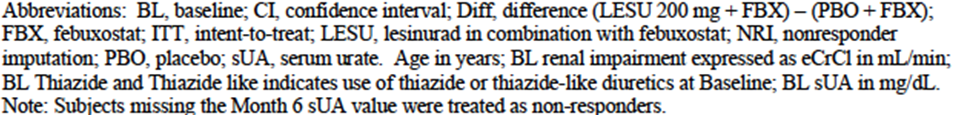 Abbreviations: BL, baseline; CI, confidence interval; Diff, difference (LESU 200 mg + FBX) – (PBO + FBX);
FBX, febuxostat; ITT, intent-to-treat; LESU, lesinurad in combination with febuxostat; NRI, nonresponder
imputation; PBO, placebo; sUA, serum urate. Age in years; BL renal impairment expressed as eCrCl in mL/min;
BL Thiazide and Thiazide like indicates use of thiazide or thiazide-like diuretics at Baseline; BL sUA in mg/dL.
Note: Subjects missing the Month 6 sUA value were treated as non-responders.